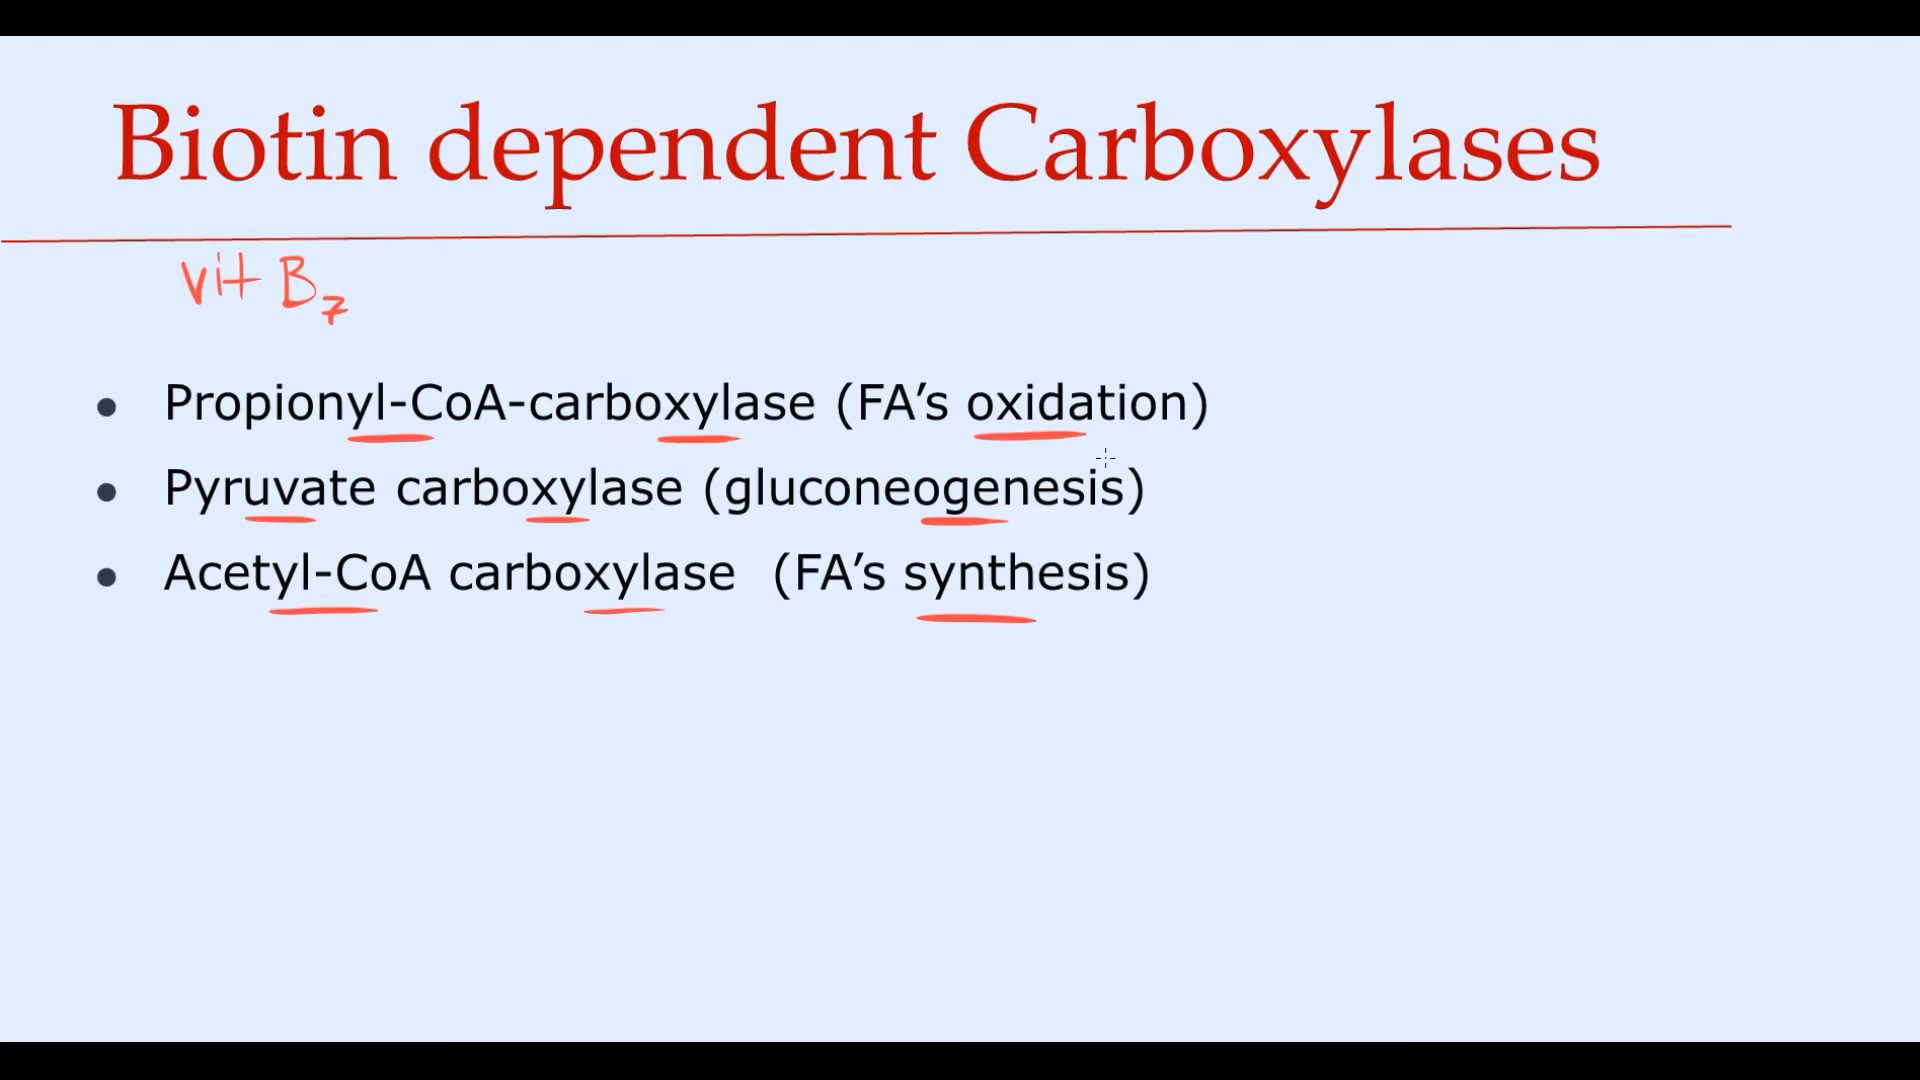 Biotin dependent Carboxylases
vit B₇
• Propionyl-CoA-carboxylase (FA’s oxidation)
• Pyruvate carboxylase (gluconeogenesis)
• Acetyl-CoA carboxylase (FA’s synthesis)